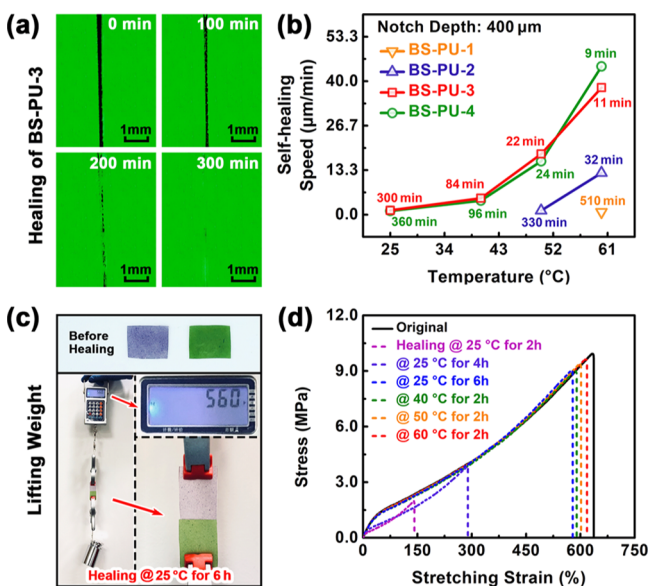 (a)
Healing of BS-PU-3
0 min
1mm
100 min
1mm
200 min
1mm
300 min
1mm
(b)
Notch Depth: 400 μm
BS-PU-1
BS-PU-2
BS-PU-3
BS-PU-4
Self-healing
Speed (μm/min)
53.3
40.0
26.7
13.3
0.0
300 min
360 min
84 min
96 min
22 min
24 min
9 min
11 min
32 min
330 min
510 min
25
34
43
52
61
Temperature (°C)
(c)
Lifting Weight
Before
Healing
560
Healing @ 25 °C for 6 h
(d)
Stress (MPa)
12.0
9.0
6.0
3.0
0.0
Original
Healing @ 25 °C for 2h
@ 25 °C for 4h
@ 25 °C for 6h
@ 40 °C for 2h
@ 50 °C for 2h
@ 60 °C for 2h
0
150
300
450
600
750
Stretching Strain (%)